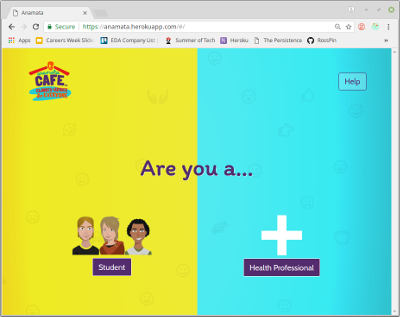 Anamata
Secure https://anamata.herokuapp.com/#/
Apps Careers Week Slide EDA Company List Summer of Tech Heroku The Persistence RossPin
CAFE
Help
Are you a...
Student
Health Professional